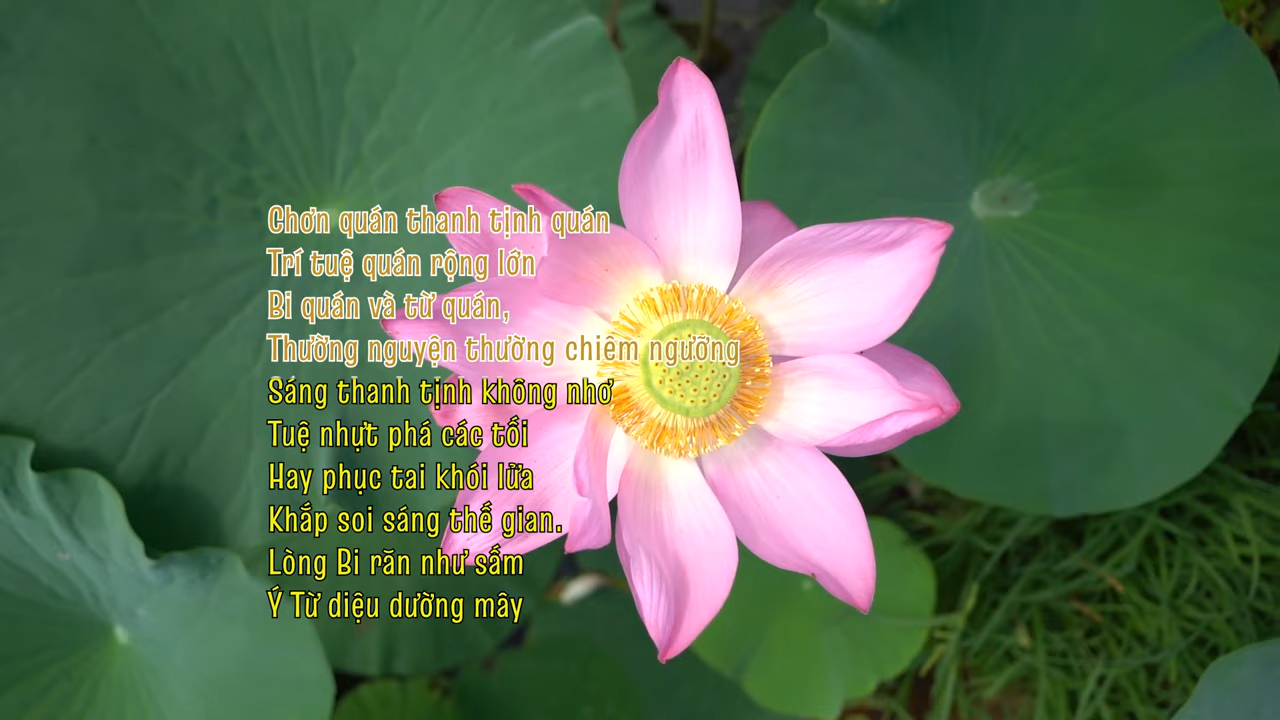 Chơn quán thanh tịnh quán
Trí tuệ quán rộng lớn
Bi quán và từ quán,
Thường nguyện thường chiêm ngưỡng
Sáng thanh tịnh không nhơ
Tuệ nhựt phá các tối
Hay phục tai khói lửa
Khắp soi sáng thế gian.
Lòng Bi răn như sấm
Ý Từ diệu dường mây